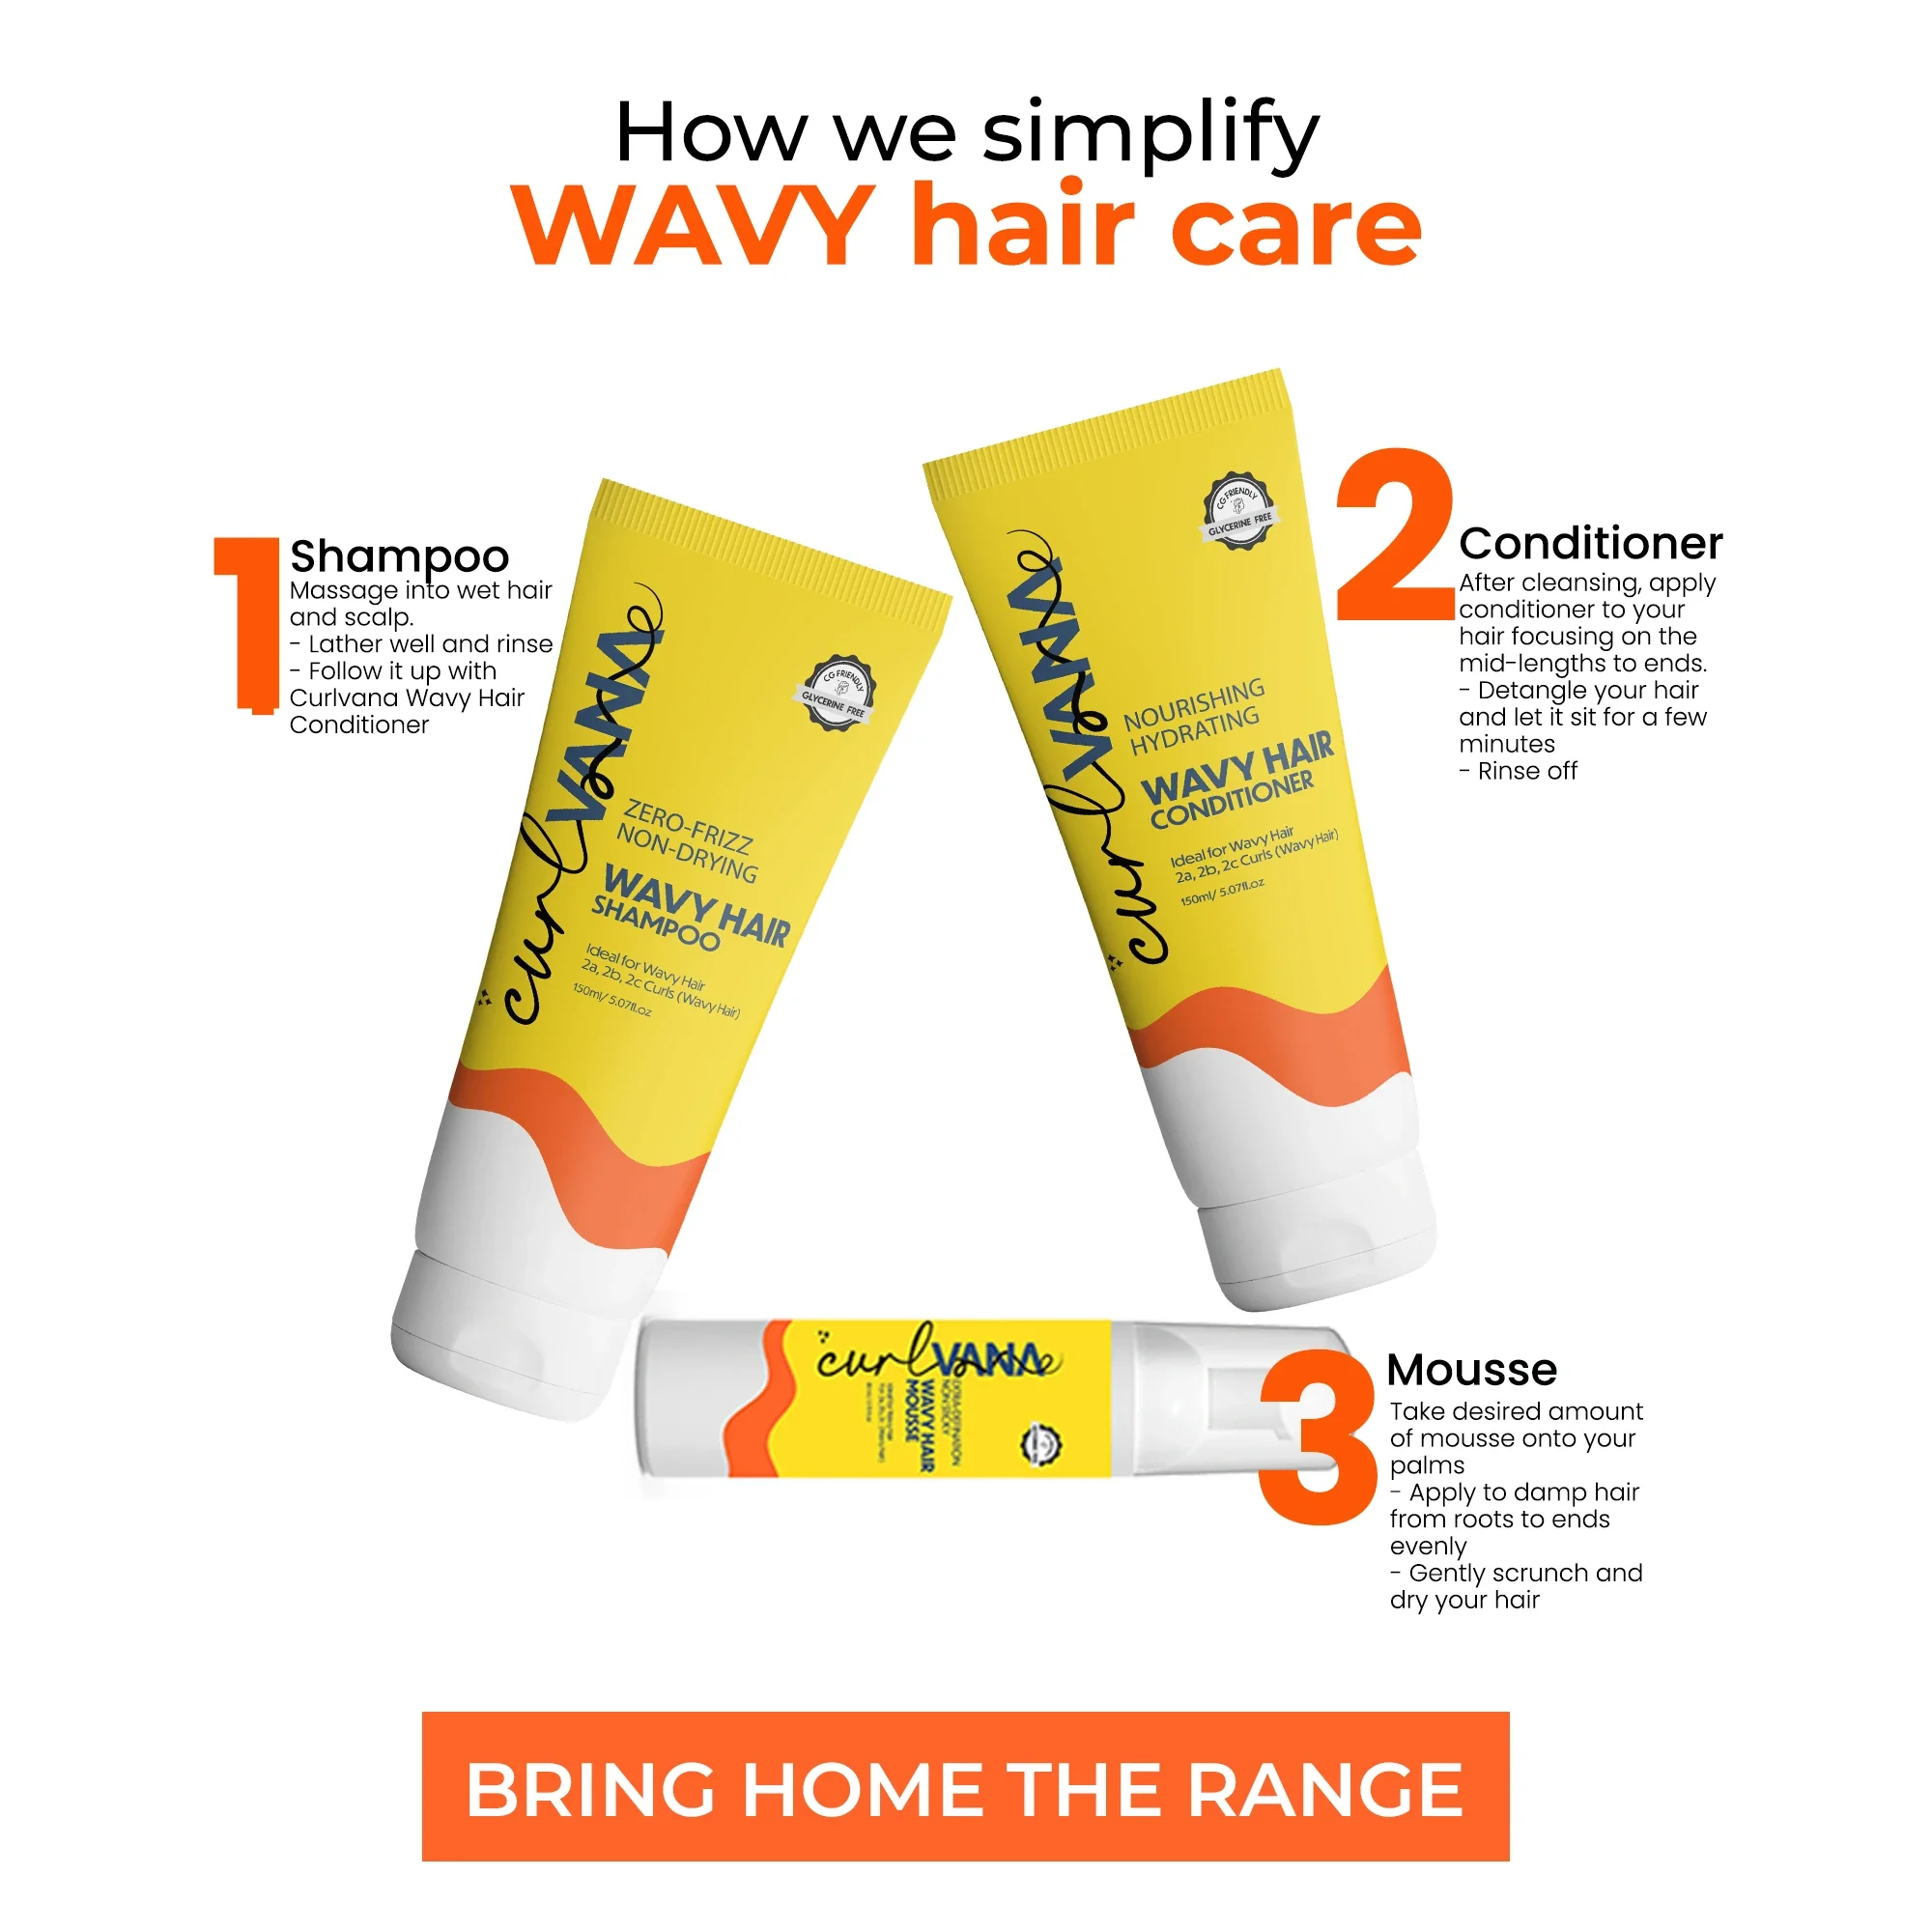 How we simplify
WAVY hair care
1
Shampoo
Massage into wet hair
and scalp.
- Lather well and rinse
- Follow it up with
Curlvana Wavy Hair
Conditioner
curlVANA
CG FRIENDLY
GLYCERINE FREE
ZERO-FRIZZ
NON-DRYING
WAVY HAIR
SHAMPOO
Ideal for Wavy Hair
2a, 2b, 2c Curls (Wavy Hair)
150ml/ 5.07fl.oz
curlVANA
CG FRIENDLY
GLYCERINE FREE
NOURISHING
HYDRATING
WAVY HAIR
CONDITIONER
Ideal for Wavy Hair
2a, 2b, 2c Curls (Wavy Hair)
150ml/ 5.07fl.oz
2
Conditioner
After cleansing, apply
conditioner to your
hair focusing on the
mid-lengths to ends.
- Detangle your hair
and let it sit for a few
minutes
- Rinse off
curlVANA
NON-STICKY
WAVY HAIR
MOUSSE
3
Mousse
Take desired amount
of mousse onto your
palms
- Apply to damp hair
from roots to ends
evenly
- Gently scrunch and
dry your hair
BRING HOME THE RANGE